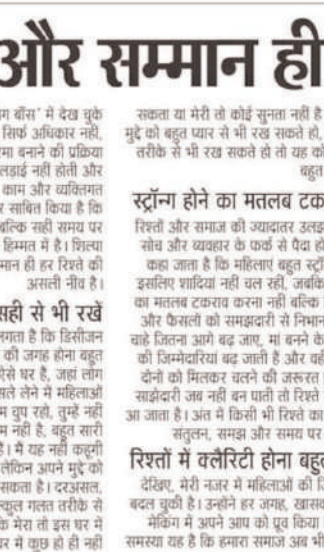 और सम्मान ही
ग बॉस' में देख चुके
सिर्फ अधिकार नहीं,
मा बनाने की प्रक्रिया
लड़ाई नहीं होती और
काम और व्यक्तिगत
र साबित किया है कि
बल्कि सही समय पर
हिम्मत में है। शिल्पा
मान ही हर रिश्ते की
असली नींव है।
सही से भी रखें
लगता है कि डिसीजन
की जगह होना बहुत
ऐसे घर हैं, जहां लोग
सले लेने में महिलाओं
म चुप रहो, तुम्हें नहीं
म नहीं है, बहुत सारी
है। मैं यह नहीं कहूंगी
लेकिन अपने मुद्दे को
सकता है। दरअसल,
कुल गलत तरीके से
के मेरा तो इस घर में
र में कुछ हो ही नहीं
सकता या मेरी तो कोई सुनता नहीं है
मुद्दे को बहुत प्यार से भी रख सकते हो,
तरीके से भी रख सकते हो तो यह को
बहुत
स्ट्रॉन्ग होने का मतलब टक
रिश्तों और समाज की ज्यादातर उलझ
सोच और व्यवहार के फर्क से पैदा हो
कहा जाता है कि महिलाएं बहुत स्ट्रॉ
इसलिए शादियां नहीं चल रही, जबकि
का मतलब टकराव करना नहीं बल्कि
और फैसलों को समझदारी से निभान
चाहे जितना आगे बढ़ जाए, मां बनने के
की जिम्मेदारियां बढ़ जाती है और वह
दोनों को मिलकर चलने की जरूरत
साझेदारी जब नहीं बन पाती तो रिश्ते
आ जाता है। अंत में किसी भी रिश्ते का
संतुलन, समझ और समय पर
रिश्तों में क्लैरिटी होना बहु
देखिए, मेरी नजर में महिलाओं की जि
बदल चुकी है। उन्होंने हर जगह, खासक
मेकिंग में अपने आप को प्रूव किया
समस्या यह है कि हमारा समाज अब भी